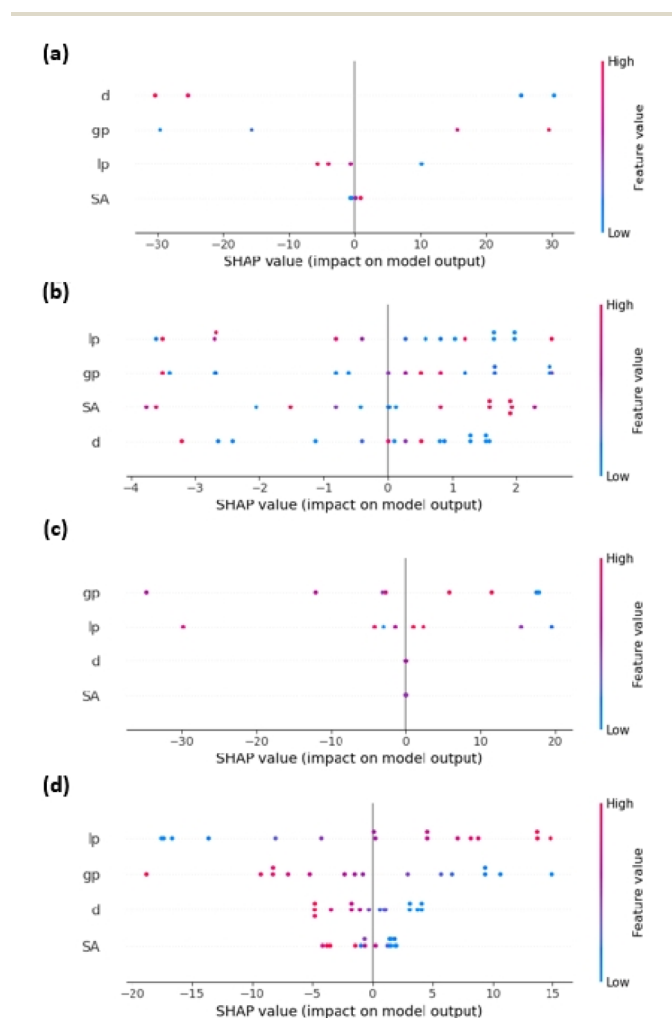 (a)
High
d
gp
lp
SA
Feature value
Low
−30 −20 −10 0 10 20 30
SHAP value (impact on model output)
(b)
High
lp
gp
SA
d
Feature value
Low
−4 −3 −2 −1 0 1 2
SHAP value (impact on model output)
(c)
High
gp
lp
d
SA
Feature value
Low
−30 −20 −10 0 10 20
SHAP value (impact on model output)
(d)
High
lp
gp
d
SA
Feature value
Low
−20 −15 −10 −5 0 5 10 15
SHAP value (impact on model output)